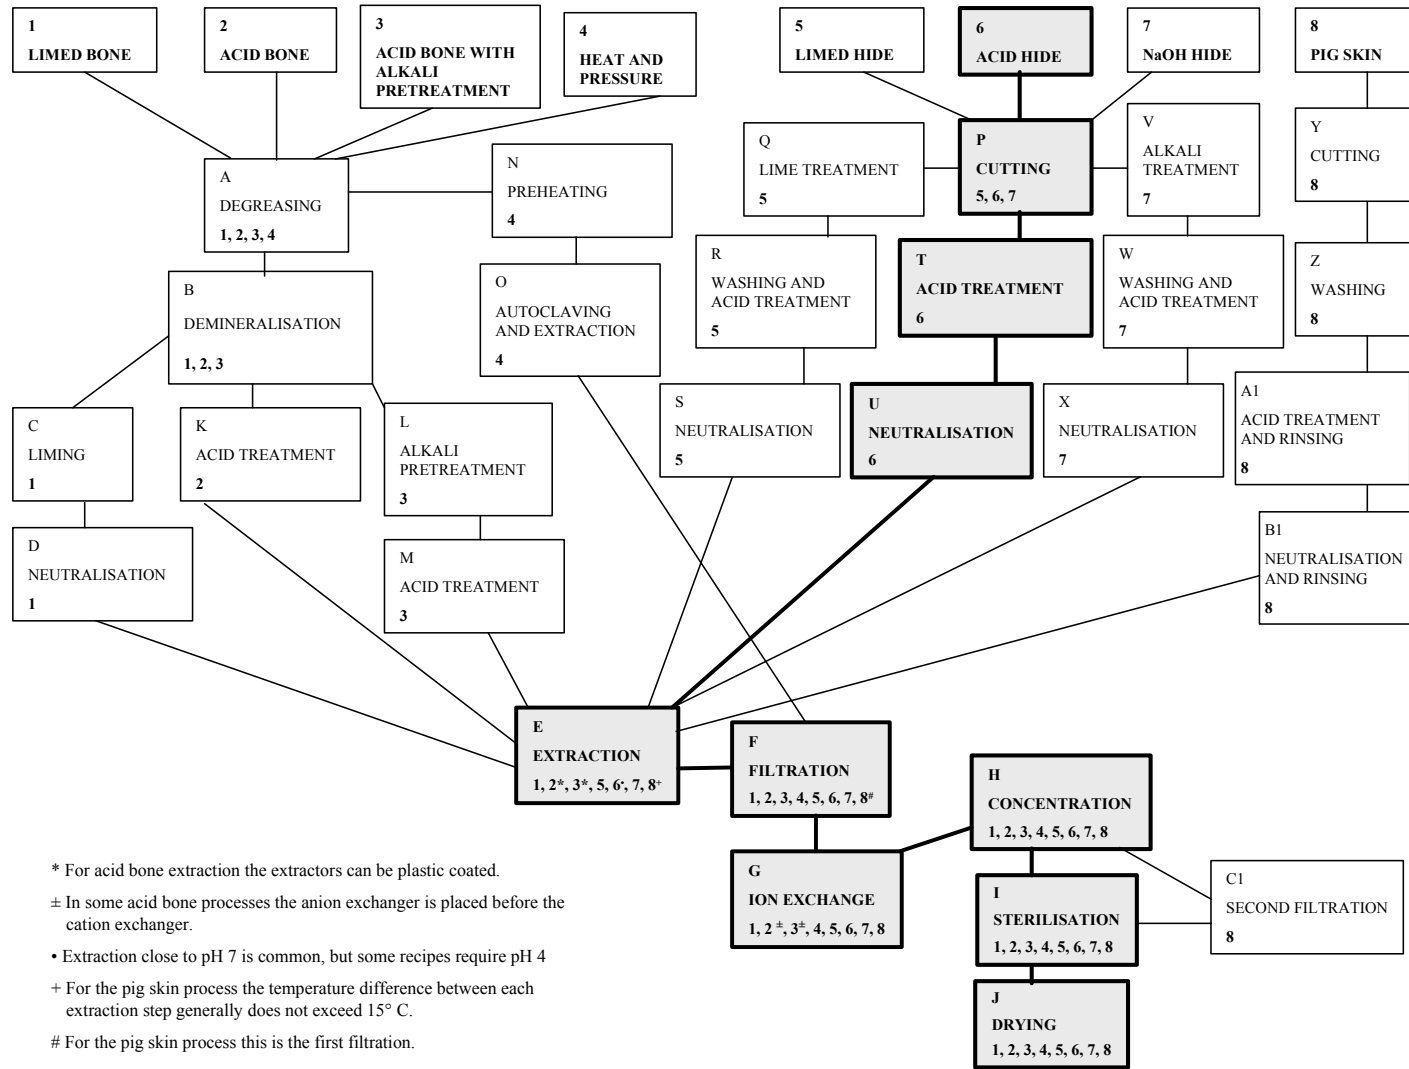 1
LIMED BONE
2
ACID BONE
3
ACID BONE WITH
ALKALI
PRETREATMENT
4
HEAT AND
PRESSURE
5
LIMED HIDE
6
ACID HIDE
7
NaOH HIDE
8
PIG SKIN
A
DEGREASING
1, 2, 3, 4
N
PREHEATING
4
Q
LIME TREATMENT
5
P
CUTTING
5, 6, 7
V
ALKALI
TREATMENT
7
Y
CUTTING
8
B
DEMINERALISATION
1, 2, 3
O
AUTOCLAVING
AND EXTRACTION
4
R
WASHING AND
ACID TREATMENT
5
T
ACID TREATMENT
6
W
WASHING AND
ACID TREATMENT
7
Z
WASHING
8
C
LIMING
1
K
ACID TREATMENT
2
L
ALKALI
PRETREATMENT
3
S
NEUTRALISATION
5
U
NEUTRALISATION
6
X
NEUTRALISATION
7
A1
ACID TREATMENT
AND RINSING
8
D
NEUTRALISATION
1
M
ACID TREATMENT
3
B1
NEUTRALISATION
AND RINSING
8
E
EXTRACTION
1, 2*, 3*, 5, 6•, 7, 8+
F
FILTRATION
1, 2, 3, 4, 5, 6, 7, 8#
H
CONCENTRATION
1, 2, 3, 4, 5, 6, 7, 8
G
ION EXCHANGE
1, 2 ±, 3±, 4, 5, 6, 7, 8
I
STERILISATION
1, 2, 3, 4, 5, 6, 7, 8
C1
SECOND FILTRATION
8
J
DRYING
1, 2, 3, 4, 5, 6, 7, 8
* For acid bone extraction the extractors can be plastic coated.
± In some acid bone processes the anion exchanger is placed before the
cation exchanger.
• Extraction close to pH 7 is common, but some recipes require pH 4
+ For the pig skin process the temperature difference between each
extraction step generally does not exceed 15° C.
# For the pig skin process this is the first filtration.